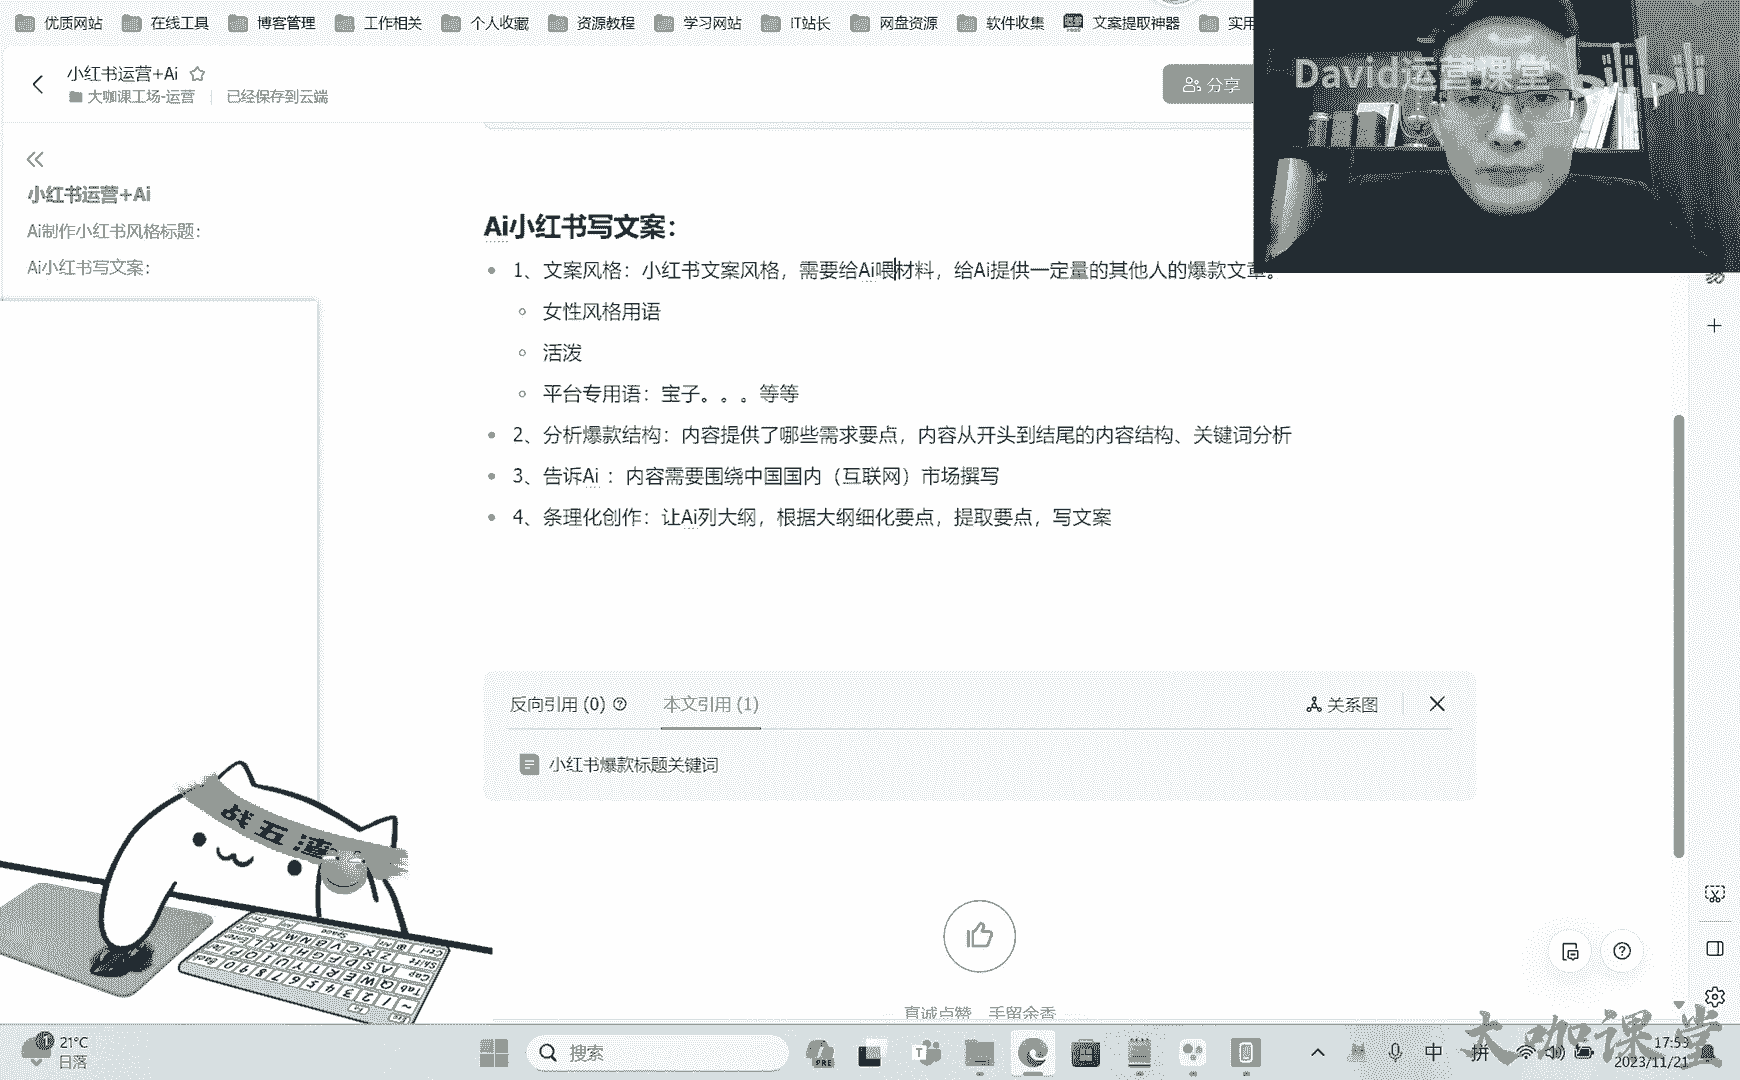 优质网站
在线工具
博客管理
工作相关
个人收藏
资源教程
学习网站
IT站长
网盘资源
软件收集
文案提取神器
实用
David运营课堂
bilibili
小红书运营+Ai
大咖课工场-运营
已经保存到云端
分享
小红书运营+Ai
Ai制作小红书风格标题：
Ai小红书写文案：
Ai小红书写文案：
1、文案风格：小红书文案风格，需要给Ai喂材料，给Ai提供一定量的其他人的爆款文章。
女性风格用语
活泼
平台专用语：宝子。。。等等
2、分析爆款结构：内容提供了哪些需求要点，内容从开头到结尾的内容结构、关键词分析
3、告诉Ai ：内容需要围绕中国国内（互联网）市场撰写
4、条理化创作：让Ai列大纲，根据大纲细化要点，提取要点，写文案
反向引用 (0)
本文引用 (1)
关系图
小红书爆款标题关键词
真诚点赞，手留余香
战五渣
21°C
日落
搜索
PRE
中
拼
17:53
2023/11/21
大咖课堂